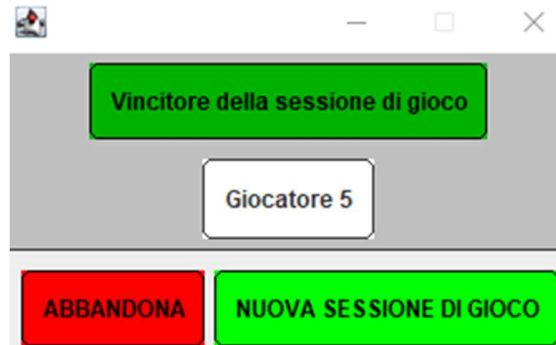 Vincitore della sessione di gioco
Giocatore 5
ABBANDONA NUOVA SESSIONE DI GIOCO